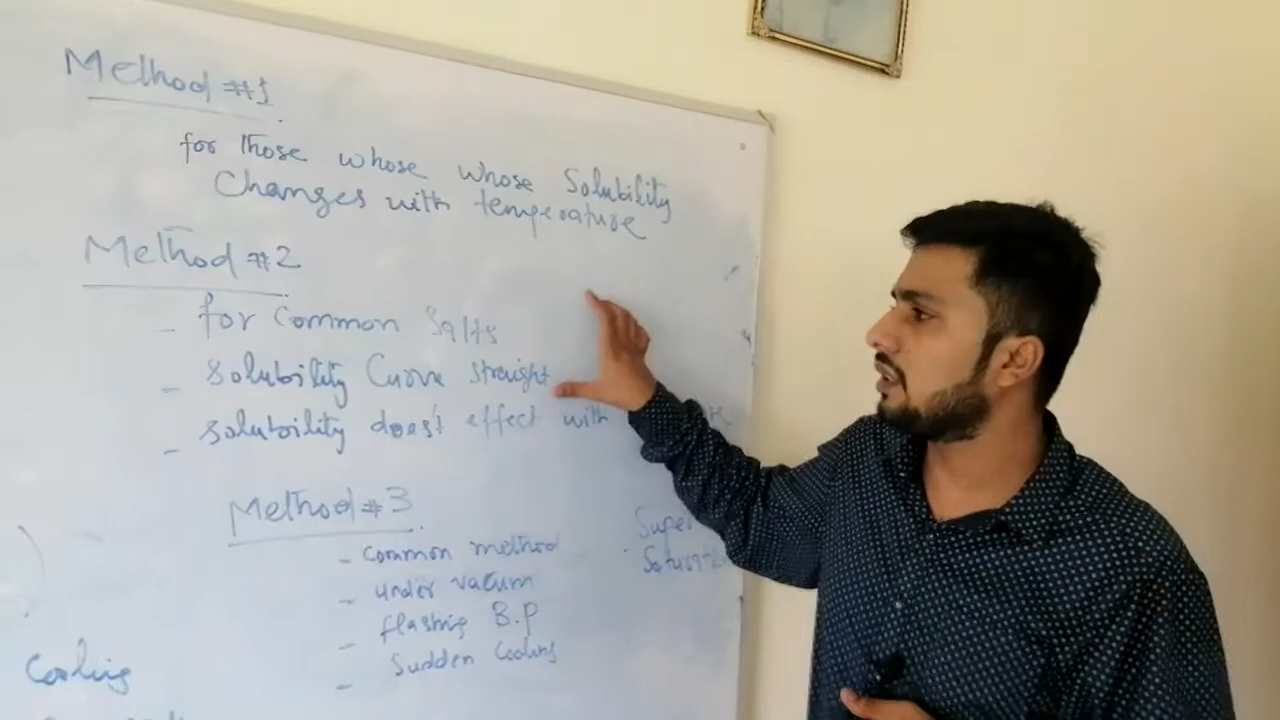 Method #1
for those whose whose Solubility
Changes with temperature
Method #2
- for Common Salts
- solubility Curve straight
- solubility does't effect with
Method #3
- Common method
- under vacum
- flashing B.P
- Sudden Cooling
Super
Cooling